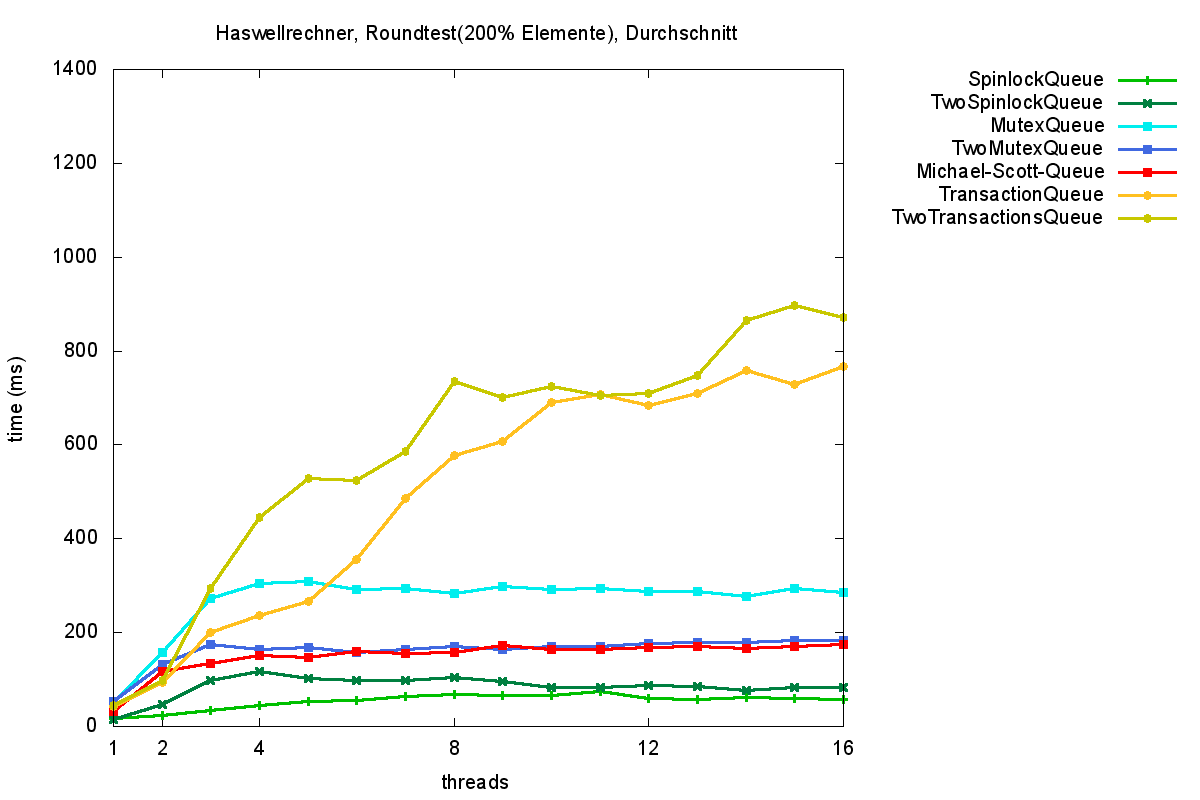 Haswellrechner, Roundtest(200% Elemente), Durchschnitt
1400
1200
1000
800
600
400
200
0
time (ms)
1 2 4 8 12 16
threads
SpinlockQueue
TwoSpinlockQueue
MutexQueue
TwoMutexQueue
Michael-Scott-Queue
TransactionQueue
TwoTransactionsQueue